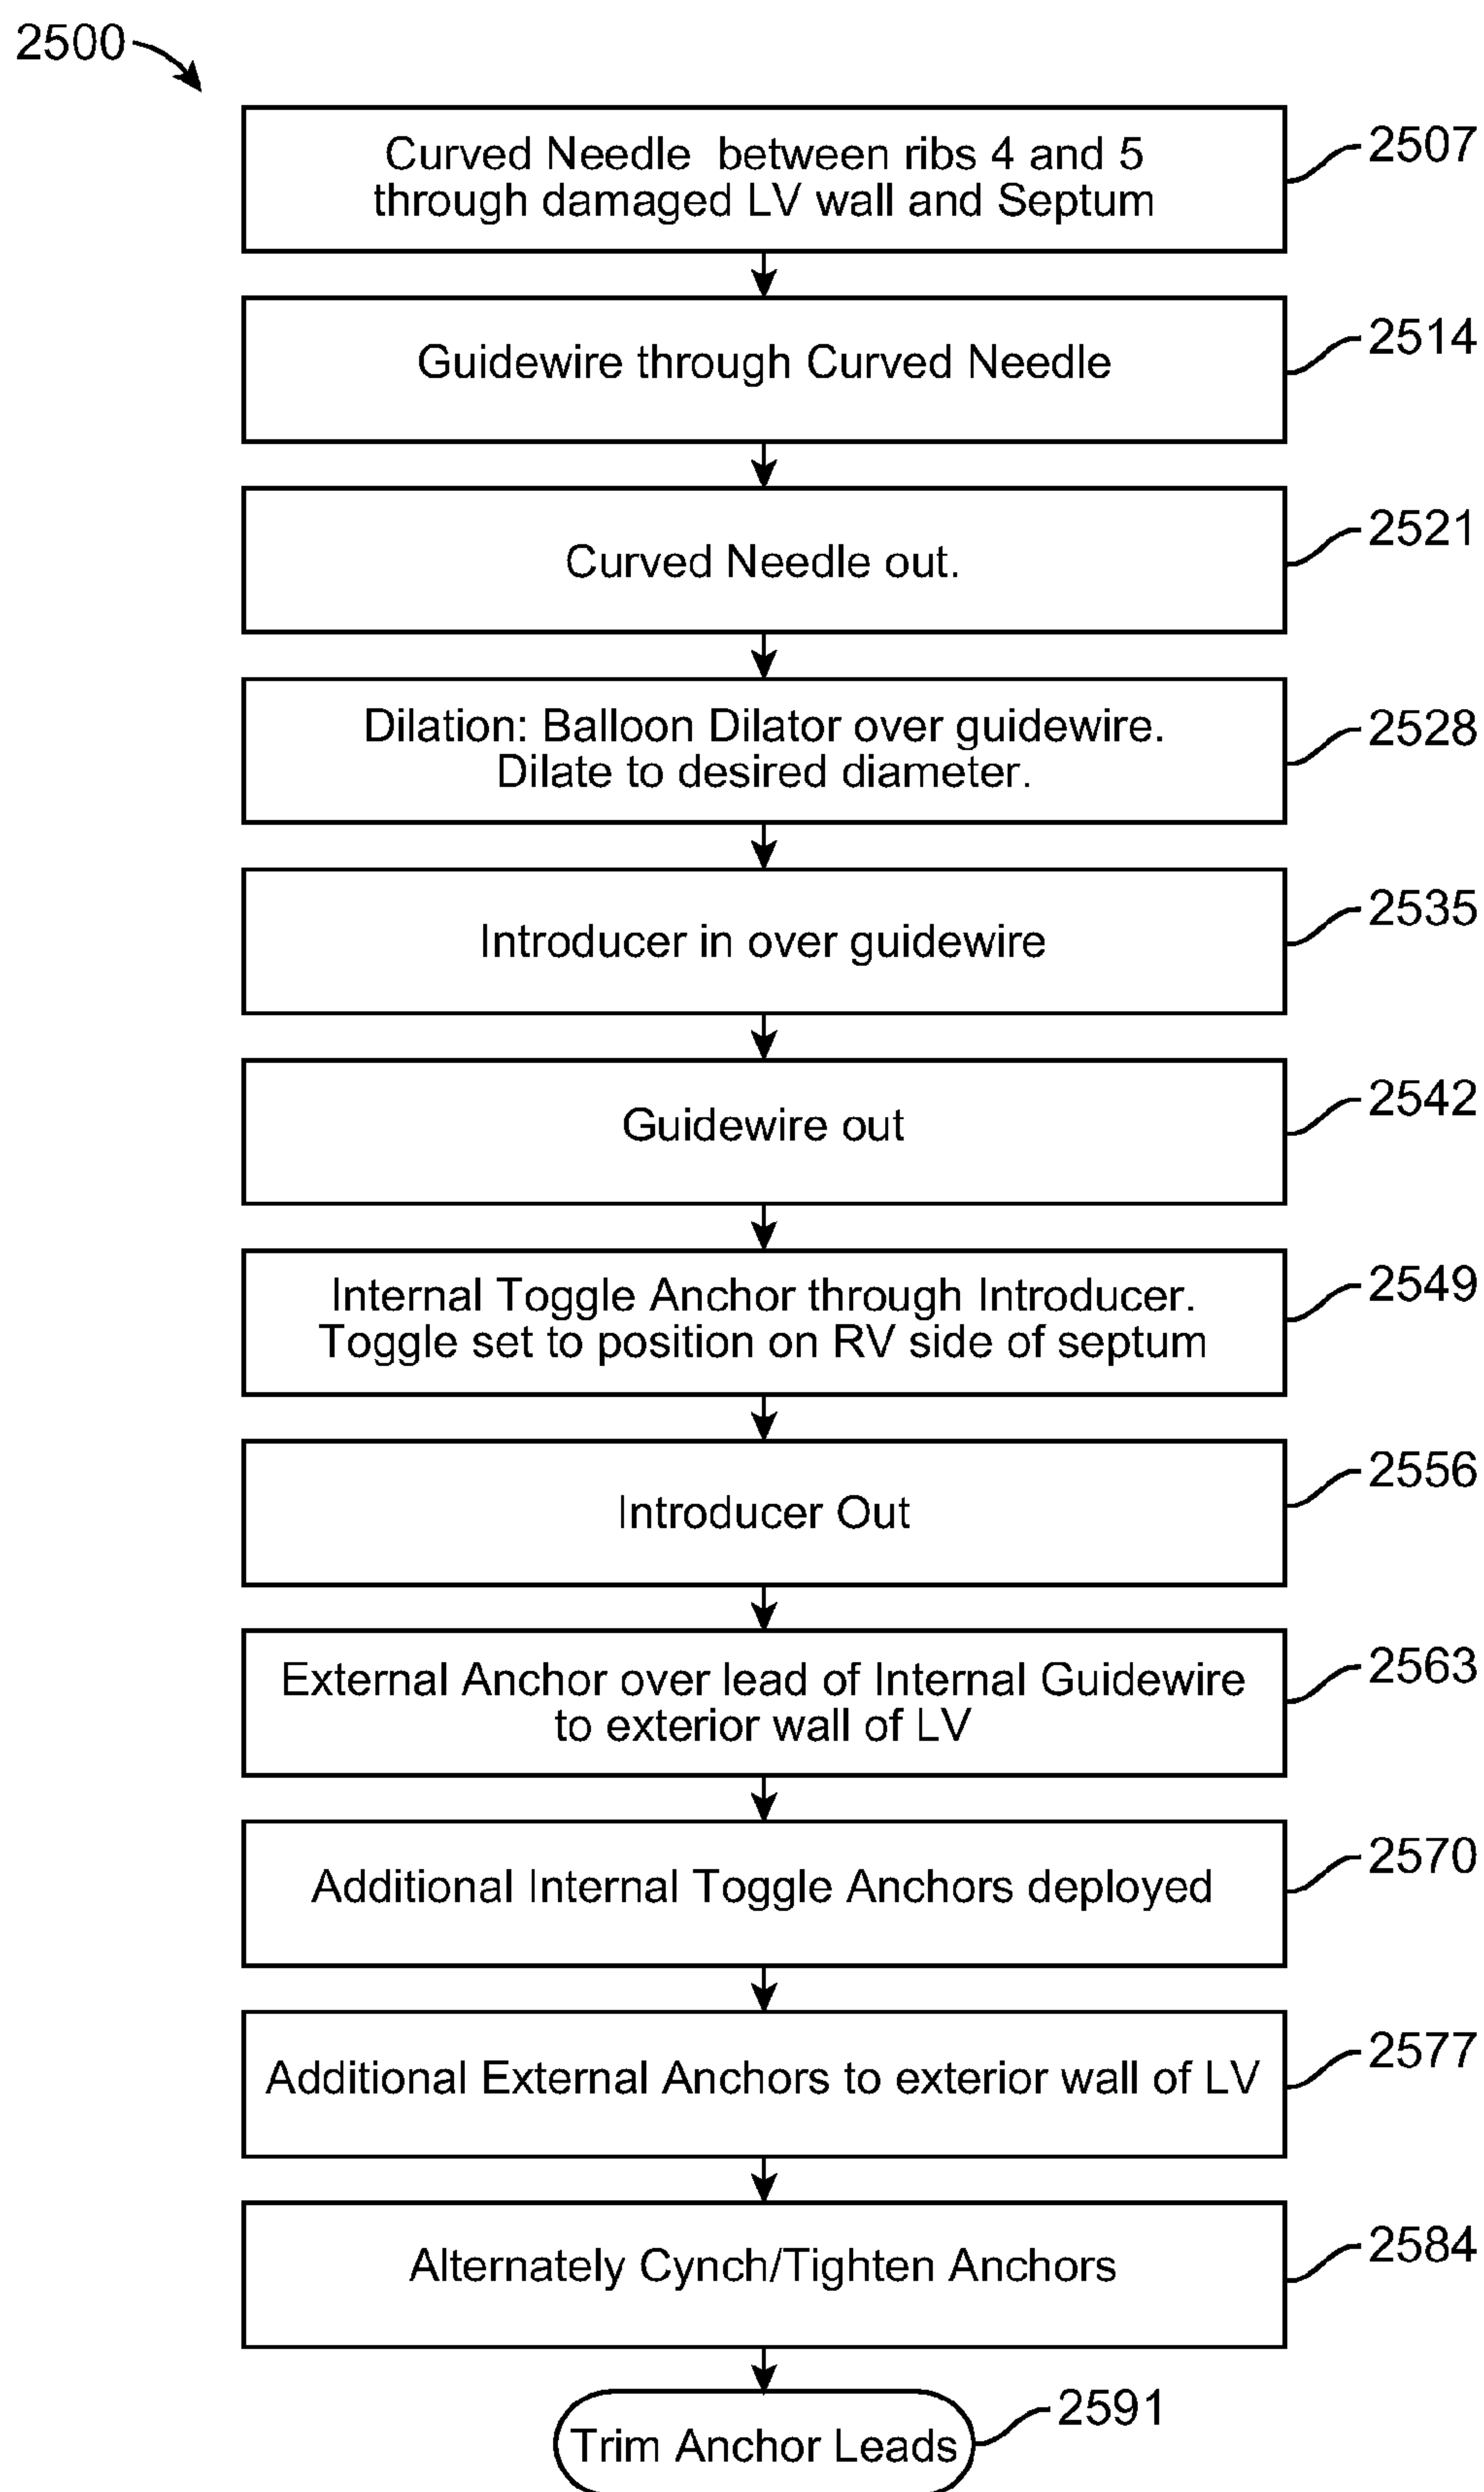 2500
Curved Needle between ribs 4 and 5
through damaged LV wall and Septum
2507
Guidewire through Curved Needle
2514
Curved Needle out.
2521
Dilation: Balloon Dilator over guidewire.
Dilate to desired diameter.
2528
Introducer in over guidewire
2535
Guidewire out
2542
Internal Toggle Anchor through Introducer.
Toggle set to position on RV side of septum
2549
Introducer Out
2556
External Anchor over lead of Internal Guidewire
to exterior wall of LV
2563
Additional Internal Toggle Anchors deployed
2570
Additional External Anchors to exterior wall of LV
2577
Alternately Cynch/Tighten Anchors
2584
Trim Anchor Leads
2591